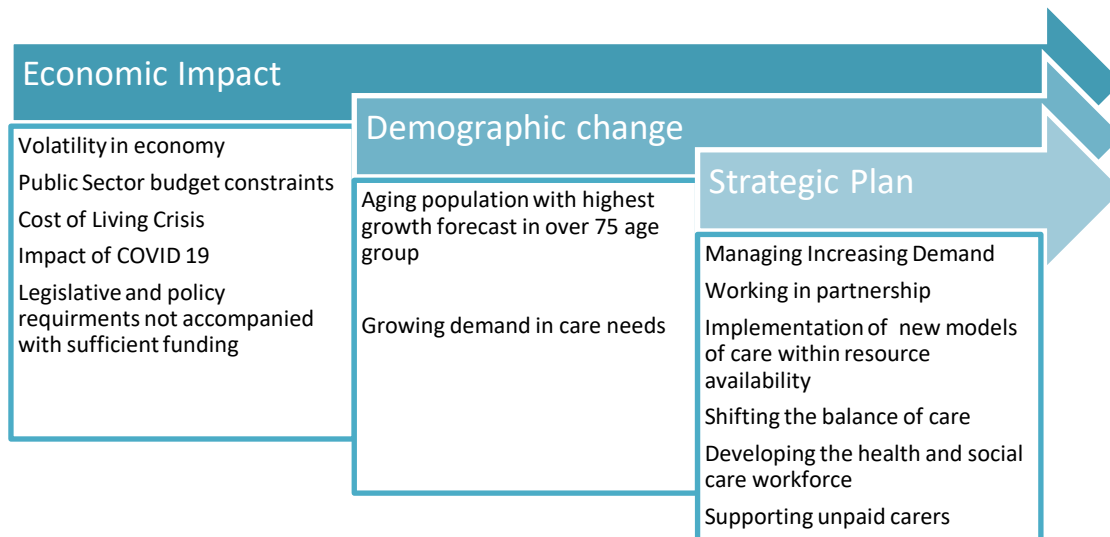 Economic Impact
Volatility in economy
Public Sector budget constraints
Cost of Living Crisis
Impact of COVID 19
Legislative and policy
requirments not accompanied
with sufficient funding
Demographic change
Aging population with highest
growth forecast in over 75 age
group
Growing demand in care needs
Strategic Plan
Managing Increasing Demand
Working in partnership
Implementation of new models
of care within resource
availability
Shifting the balance of care
Developing the health and social
care workforce
Supporting unpaid carers